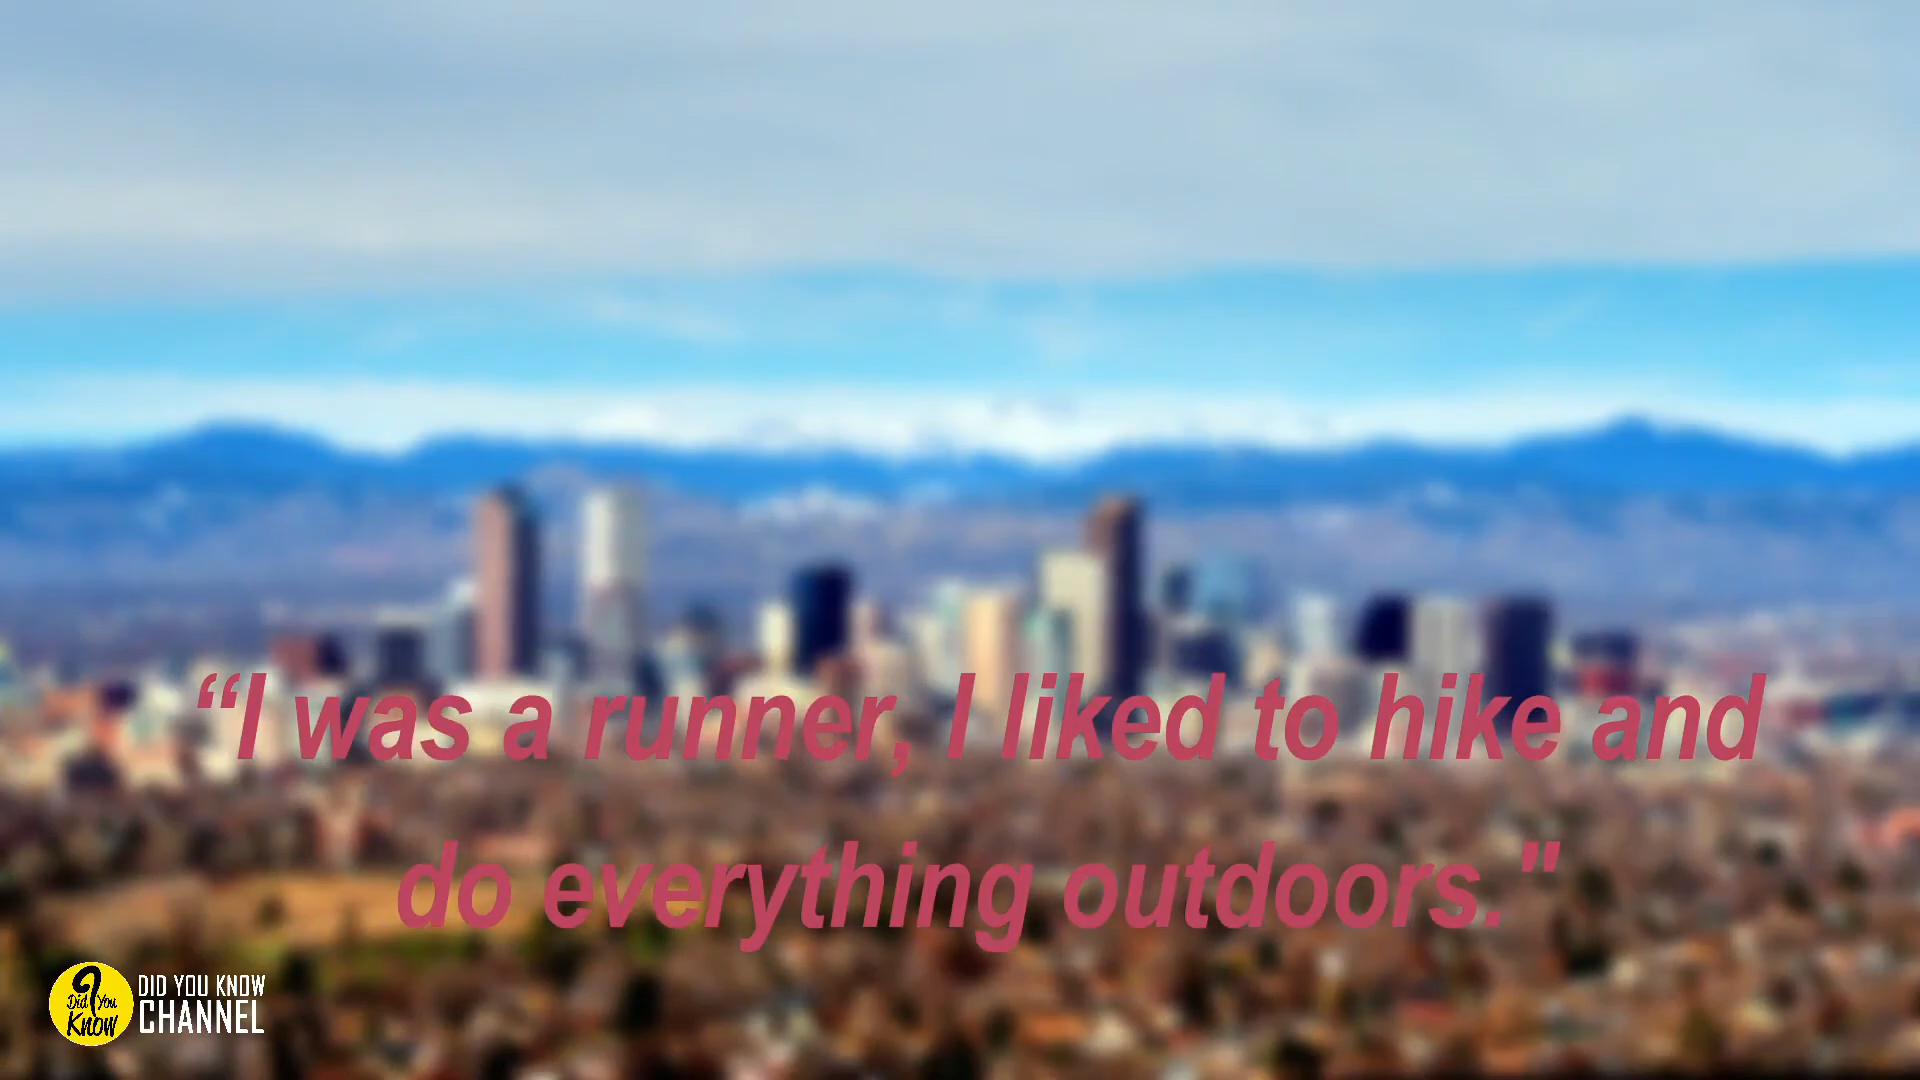 “I was a runner, I liked to hike and
do everything outdoors."
Did You
Know
DID YOU KNOW
CHANNEL